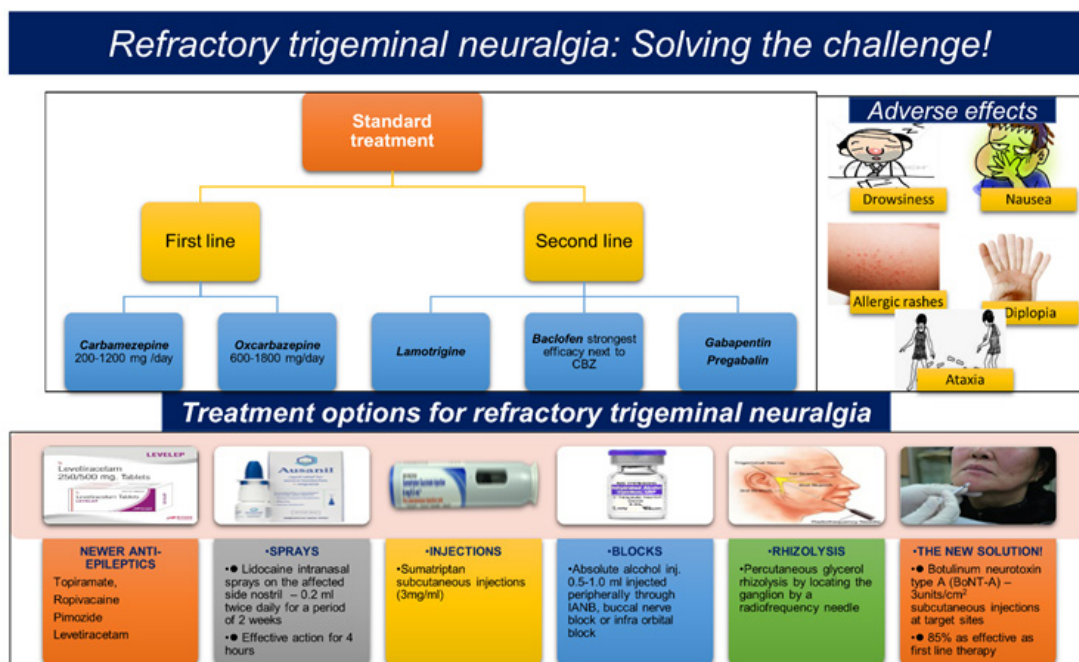 Refractory trigeminal neuralgia: Solving the challenge!
Standard
treatment
First line
Second line
Carbamezepine
200-1200 mg /day
Oxcarbazepine
600-1800 mg/day
Lamotrigine
Baclofen strongest
efficacy next to
CBZ
Gabapentin
Pregabalin
Adverse effects
Drowsiness
Nausea
Allergic rashes
Diplopia
Ataxia
Treatment options for refractory trigeminal neuralgia
LEVELEP
Levetiracetam
250/500 mg. Tablets
Levetiracetam Tablets
LEVELEP
Ausanil
Trigeminal Nerve
Radiofrequency Needle
NEWER ANTI-
EPILEPTICS
Topiramate,
Ropivacaine
Pimozide
Levetiracetam
•SPRAYS
•● Lidocaine intranasal
sprays on the affected
side nostril – 0.2 ml
twice daily for a period
of 2 weeks
•● Effective action for 4
hours
•INJECTIONS
•Sumatriptan
subcutaneous injections
(3mg/ml)
•BLOCKS
•Absolute alcohol inj.
0.5-1.0 ml injected
peripherally through
IANB, buccal nerve
block or infra orbital
block
•RHIZOLYSIS
•Percutaneous glycerol
rhizolysis by locating the
ganglion by a
radiofrequency needle
•THE NEW SOLUTION!
•● Botulinum neurotoxin
type A (BoNT-A) –
3units/cm²
subcutaneous injections
at target sites
•● 85% as effective as
first line therapy